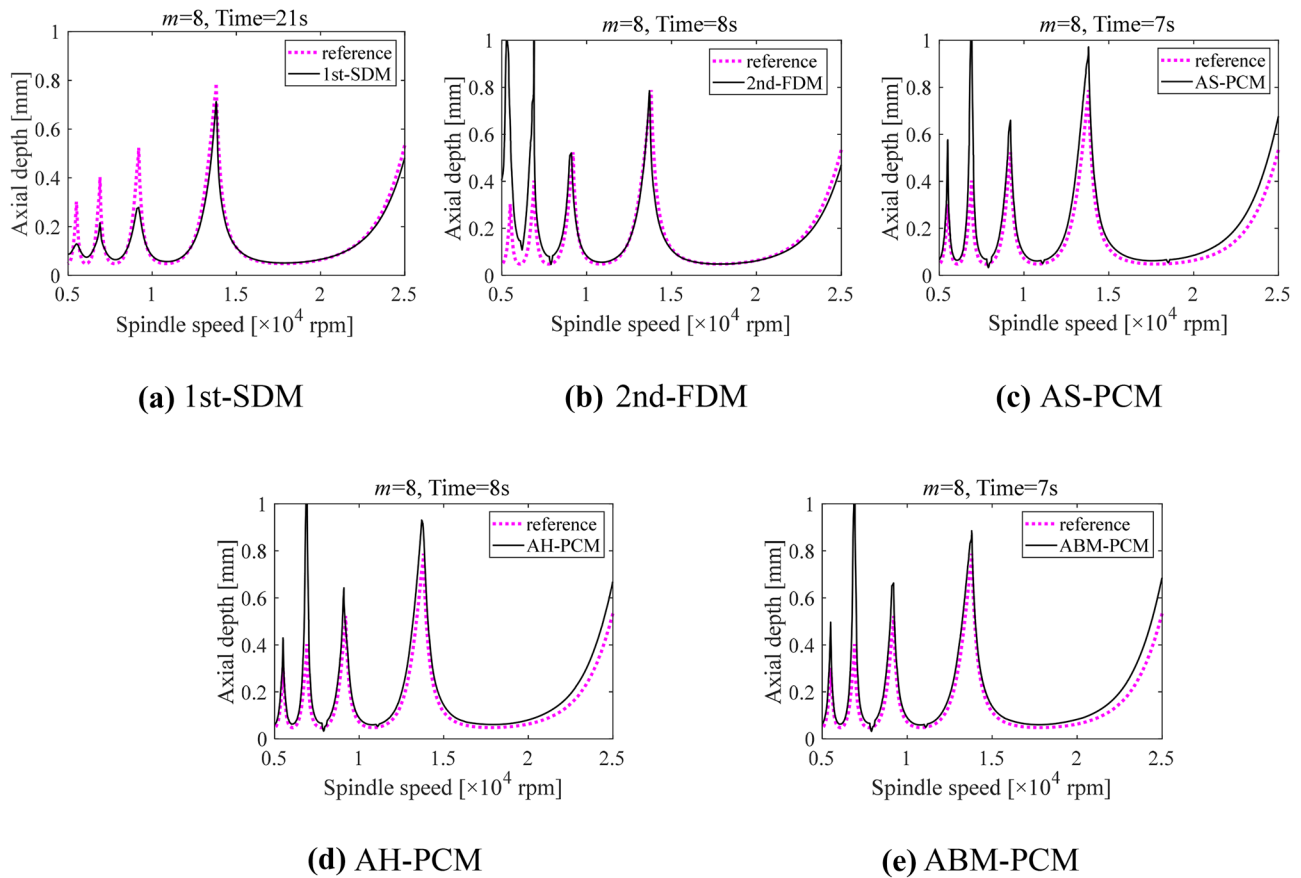 m=8, Time=21s
reference
1st-SDM
Axial depth [mm]
1
0.8
0.6
0.4
0.2
0
0.5 1 1.5 2 2.5
Spindle speed [×10⁴ rpm]
(a) 1st-SDM
m=8, Time=8s
reference
2nd-FDM
Axial depth [mm]
1
0.8
0.6
0.4
0.2
0
0.5 1 1.5 2 2.5
Spindle speed [×10⁴ rpm]
(b) 2nd-FDM
m=8, Time=7s
reference
AS-PCM
Axial depth [mm]
1
0.8
0.6
0.4
0.2
0
0.5 1 1.5 2 2.5
Spindle speed [×10⁴ rpm]
(c) AS-PCM
m=8, Time=8s
reference
AH-PCM
Axial depth [mm]
1
0.8
0.6
0.4
0.2
0
0.5 1 1.5 2 2.5
Spindle speed [×10⁴ rpm]
(d) AH-PCM
m=8, Time=7s
reference
ABM-PCM
Axial depth [mm]
1
0.8
0.6
0.4
0.2
0
0.5 1 1.5 2 2.5
Spindle speed [×10⁴ rpm]
(e) ABM-PCM